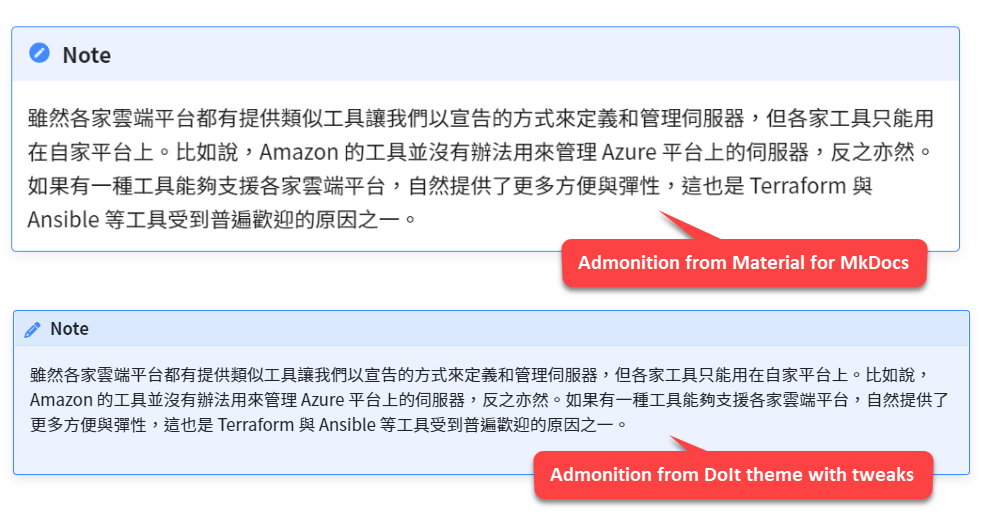 Note
雖然各家雲端平台都有提供類似工具讓我們以宣告的方式來定義和管理伺服器，但各家工具只能用
在自家平台上。比如說，Amazon 的工具並沒有辦法用來管理 Azure 平台上的伺服器，反之亦然。
如果有一種工具能夠支援各家雲端平台，自然提供了更多方便與彈性，這也是 Terraform 與
Ansible 等工具受到普遍歡迎的原因之一。
Admonition from Material for MkDocs
Note
雖然各家雲端平台都有提供類似工具讓我們以宣告的方式來定義和管理伺服器，但各家工具只能用在自家平台上。比如說，
Amazon 的工具並沒有辦法用來管理 Azure 平台上的伺服器，反之亦然。如果有一種工具能夠支援各家雲端平台，自然提供了
更多方便與彈性，這也是 Terraform 與 Ansible 等工具受到普遍歡迎的原因之一。
Admonition from DoIt theme with tweaks